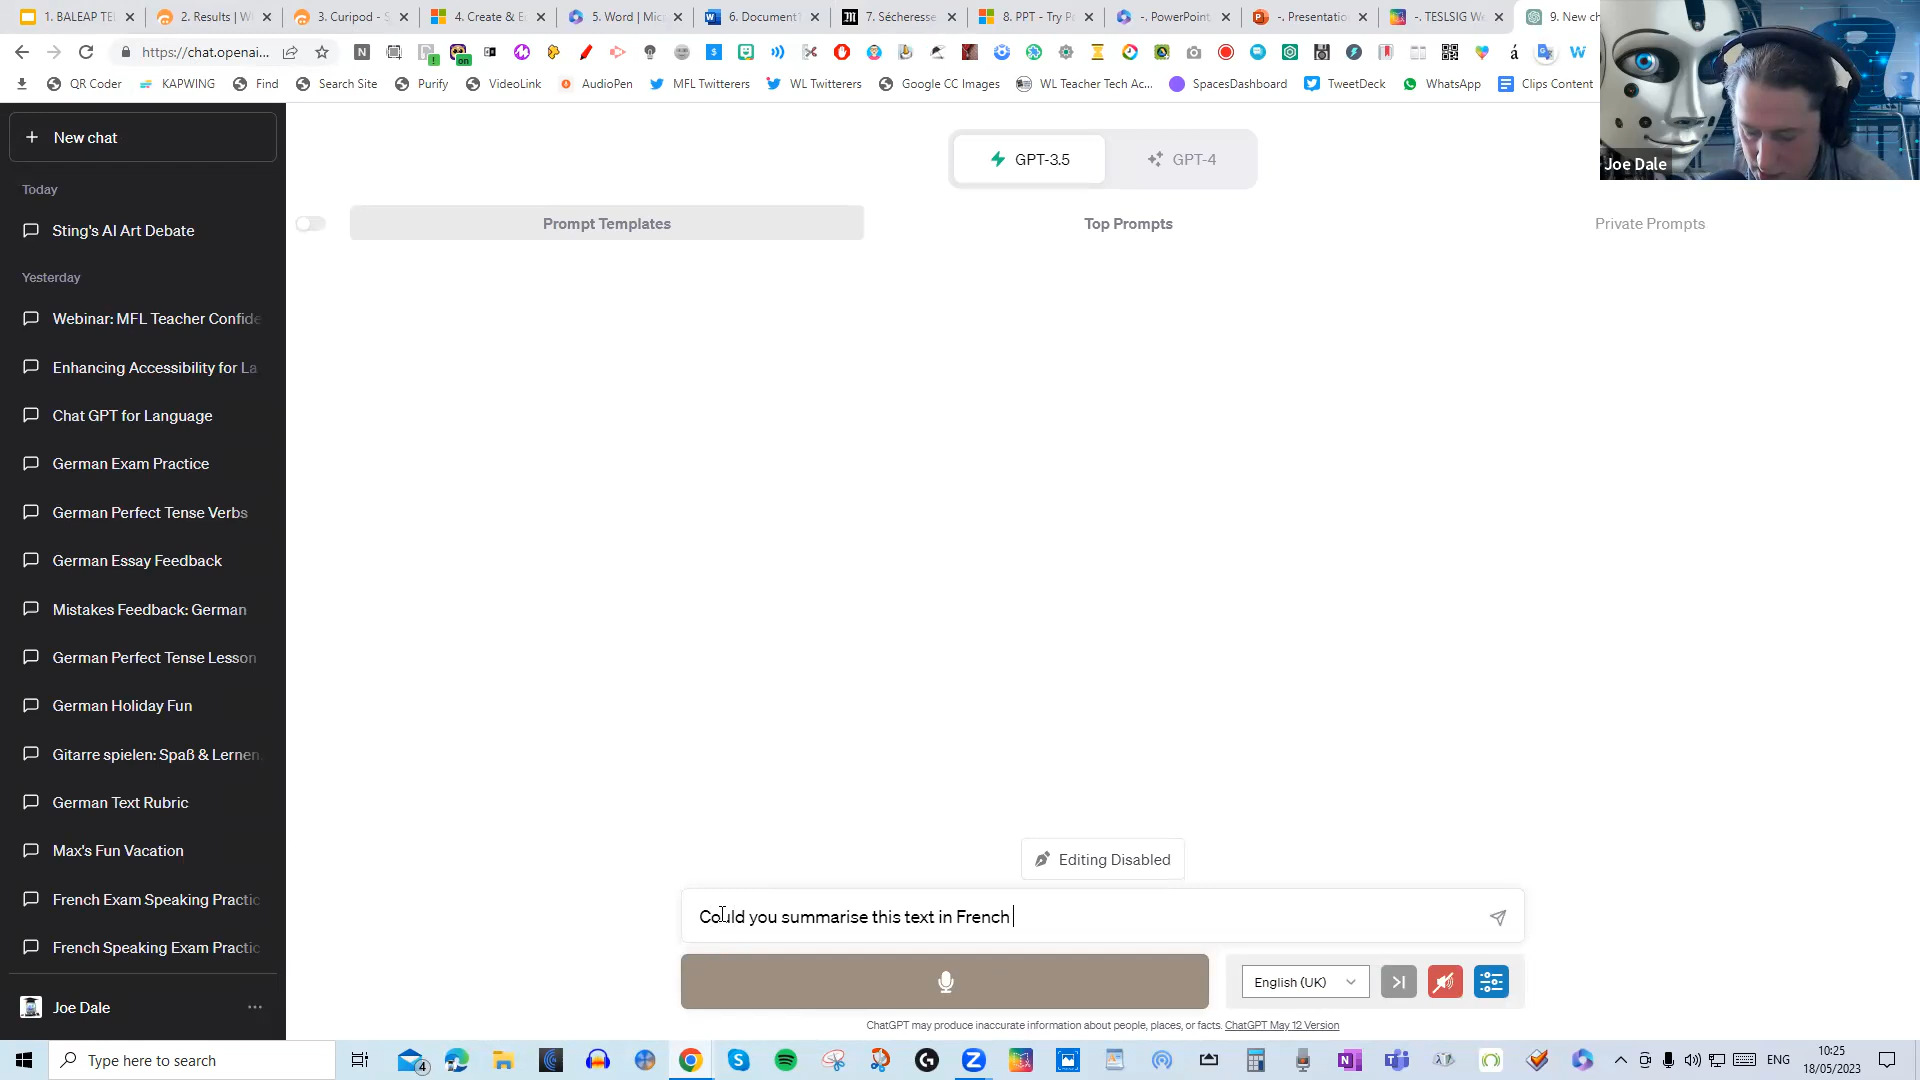 1. BALEAP TE
2. Results | W
3. Curipod - S
4. Create & E
5. Word | Mic
6. Document1
7. Sécheresse
8. PPT - Try P
-. PowerPoint
-. Presentatio
-. TESLSIG We
9. New ch
https://chat.openai...
QR Coder
KAPWING
Find
Search Site
Purify
VideoLink
AudioPen
MFL Twitterers
WL Twitterers
Google CC Images
WL Teacher Tech Ac...
SpacesDashboard
TweetDeck
WhatsApp
Clips Content
Joe Dale
New chat
Today
Sting's AI Art Debate
Yesterday
Webinar: MFL Teacher Confide
Enhancing Accessibility for La
Chat GPT for Language
German Exam Practice
German Perfect Tense Verbs
German Essay Feedback
Mistakes Feedback: German
German Perfect Tense Lesson
German Holiday Fun
Gitarre spielen: Spaß & Lernen
German Text Rubric
Max's Fun Vacation
French Exam Speaking Practic
French Speaking Exam Practic
Joe Dale
GPT-3.5
GPT-4
Prompt Templates
Top Prompts
Private Prompts
Editing Disabled
Could you summarise this text in French
English (UK)
ChatGPT may produce inaccurate information about people, places, or facts. ChatGPT May 12 Version
Type here to search
4
ENG
10:25
18/05/2023